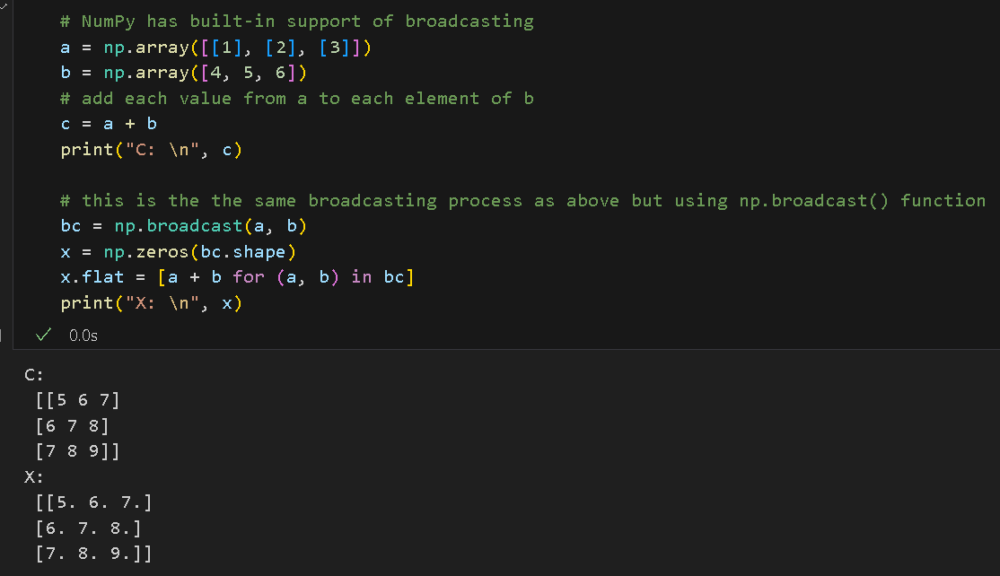 # NumPy has built-in support of broadcasting
a = np.array([[1], [2], [3]])
b = np.array([4, 5, 6])
# add each value from a to each element of b
c = a + b
print("C: \n", c)
# this is the the same broadcasting process as above but using np.broadcast() function
bc = np.broadcast(a, b)
x = np.zeros(bc.shape)
x.flat = [a + b for (a, b) in bc]
print("X: \n", x)
0.0s
C:
[[5 6 7]
[6 7 8]
[7 8 9]]
X:
[[5. 6. 7.]
[6. 7. 8.]
[7. 8. 9.]]